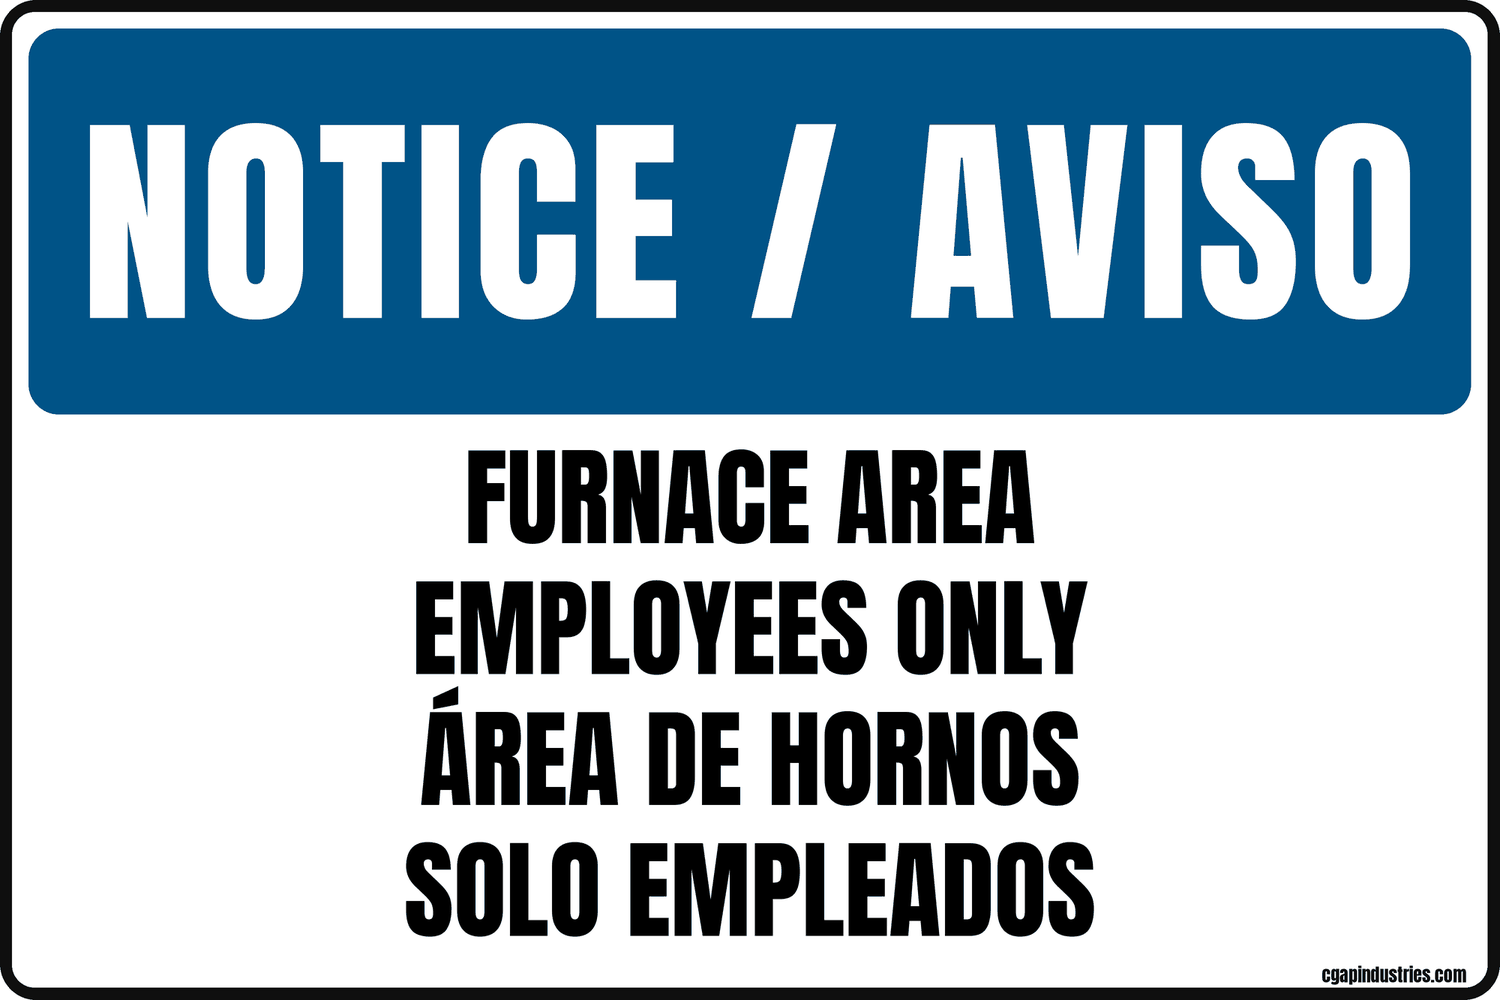 NOTICE / AVISO
FURNACE AREA
EMPLOYEES ONLY
ÁREA DE HORNOS
SOLO EMPLEADOS
cgapindustries.com